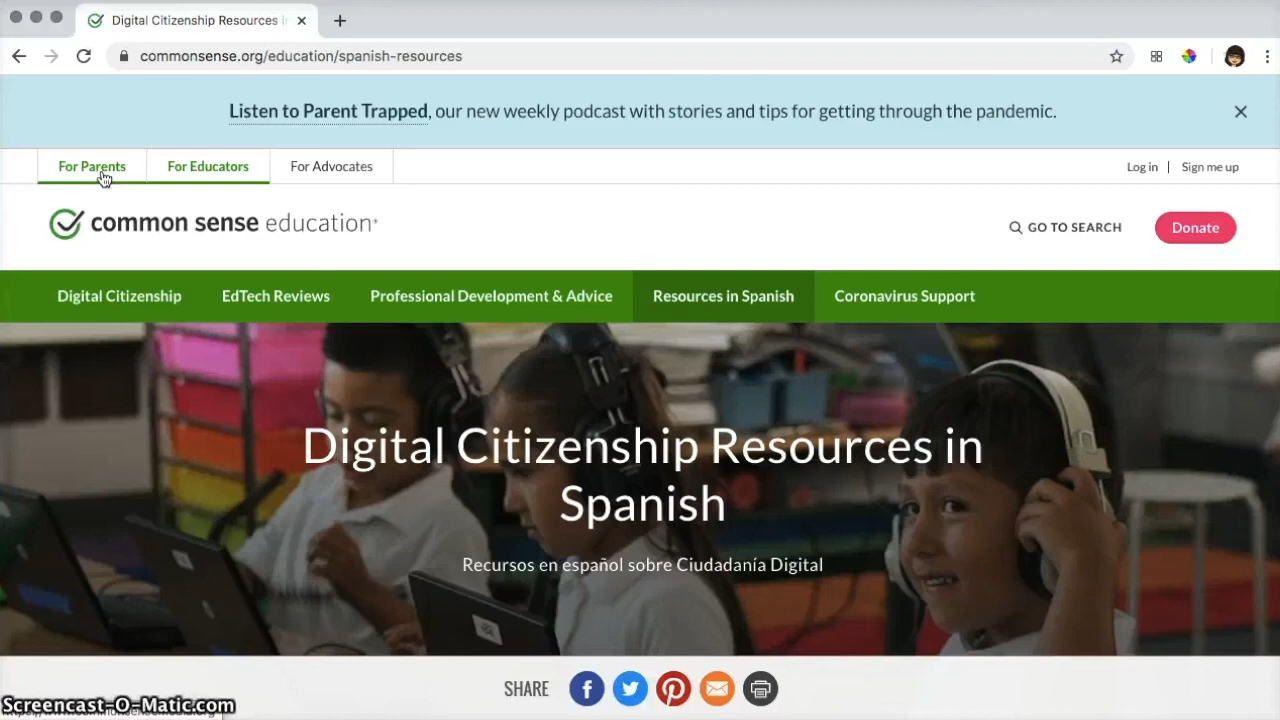 Digital Citizenship Resources i
commonsense.org/education/spanish-resources
Listen to Parent Trapped, our new weekly podcast with stories and tips for getting through the pandemic.
For Parents For Educators For Advocates Log in | Sign me up
common sense education® GO TO SEARCH Donate
Digital Citizenship EdTech Reviews Professional Development & Advice Resources in Spanish Coronavirus Support
Digital Citizenship Resources in
Spanish
Recursos en español sobre Ciudadanía Digital
SHARE
Screencast-O-Matic.com